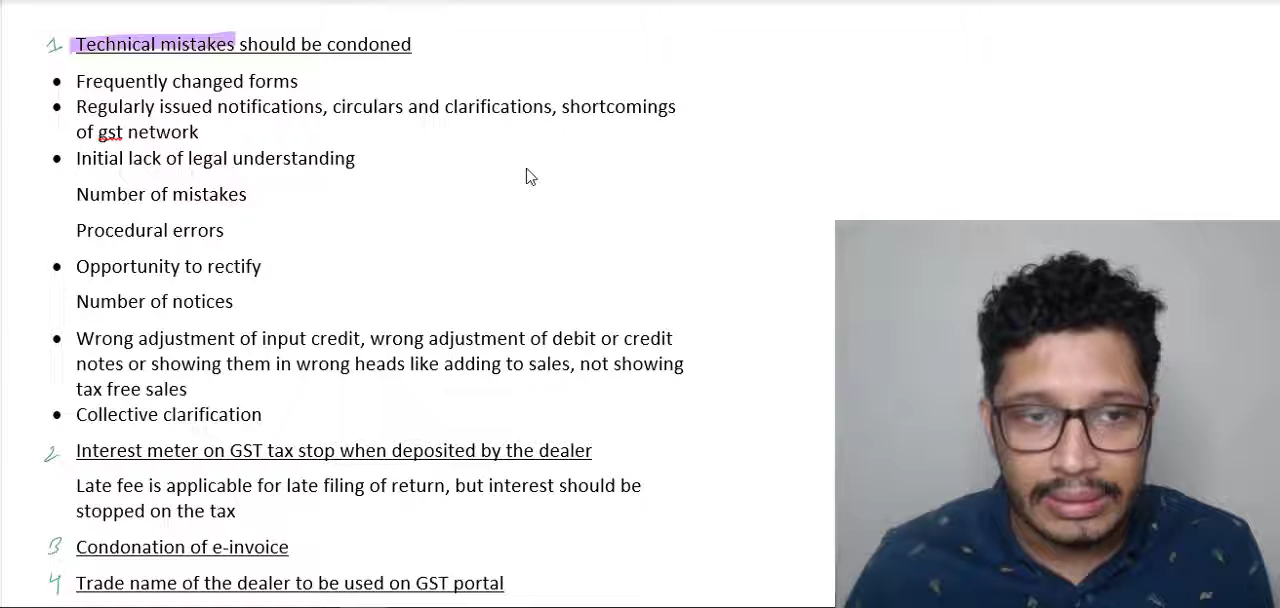 1 Technical mistakes should be condoned
• Frequently changed forms
• Regularly issued notifications, circulars and clarifications, shortcomings
of gst network
• Initial lack of legal understanding
Number of mistakes
Procedural errors
• Opportunity to rectify
Number of notices
• Wrong adjustment of input credit, wrong adjustment of debit or credit
notes or showing them in wrong heads like adding to sales, not showing
tax free sales
• Collective clarification
2 Interest meter on GST tax stop when deposited by the dealer
Late fee is applicable for late filing of return, but interest should be
stopped on the tax
3 Condonation of e-invoice
4 Trade name of the dealer to be used on GST portal